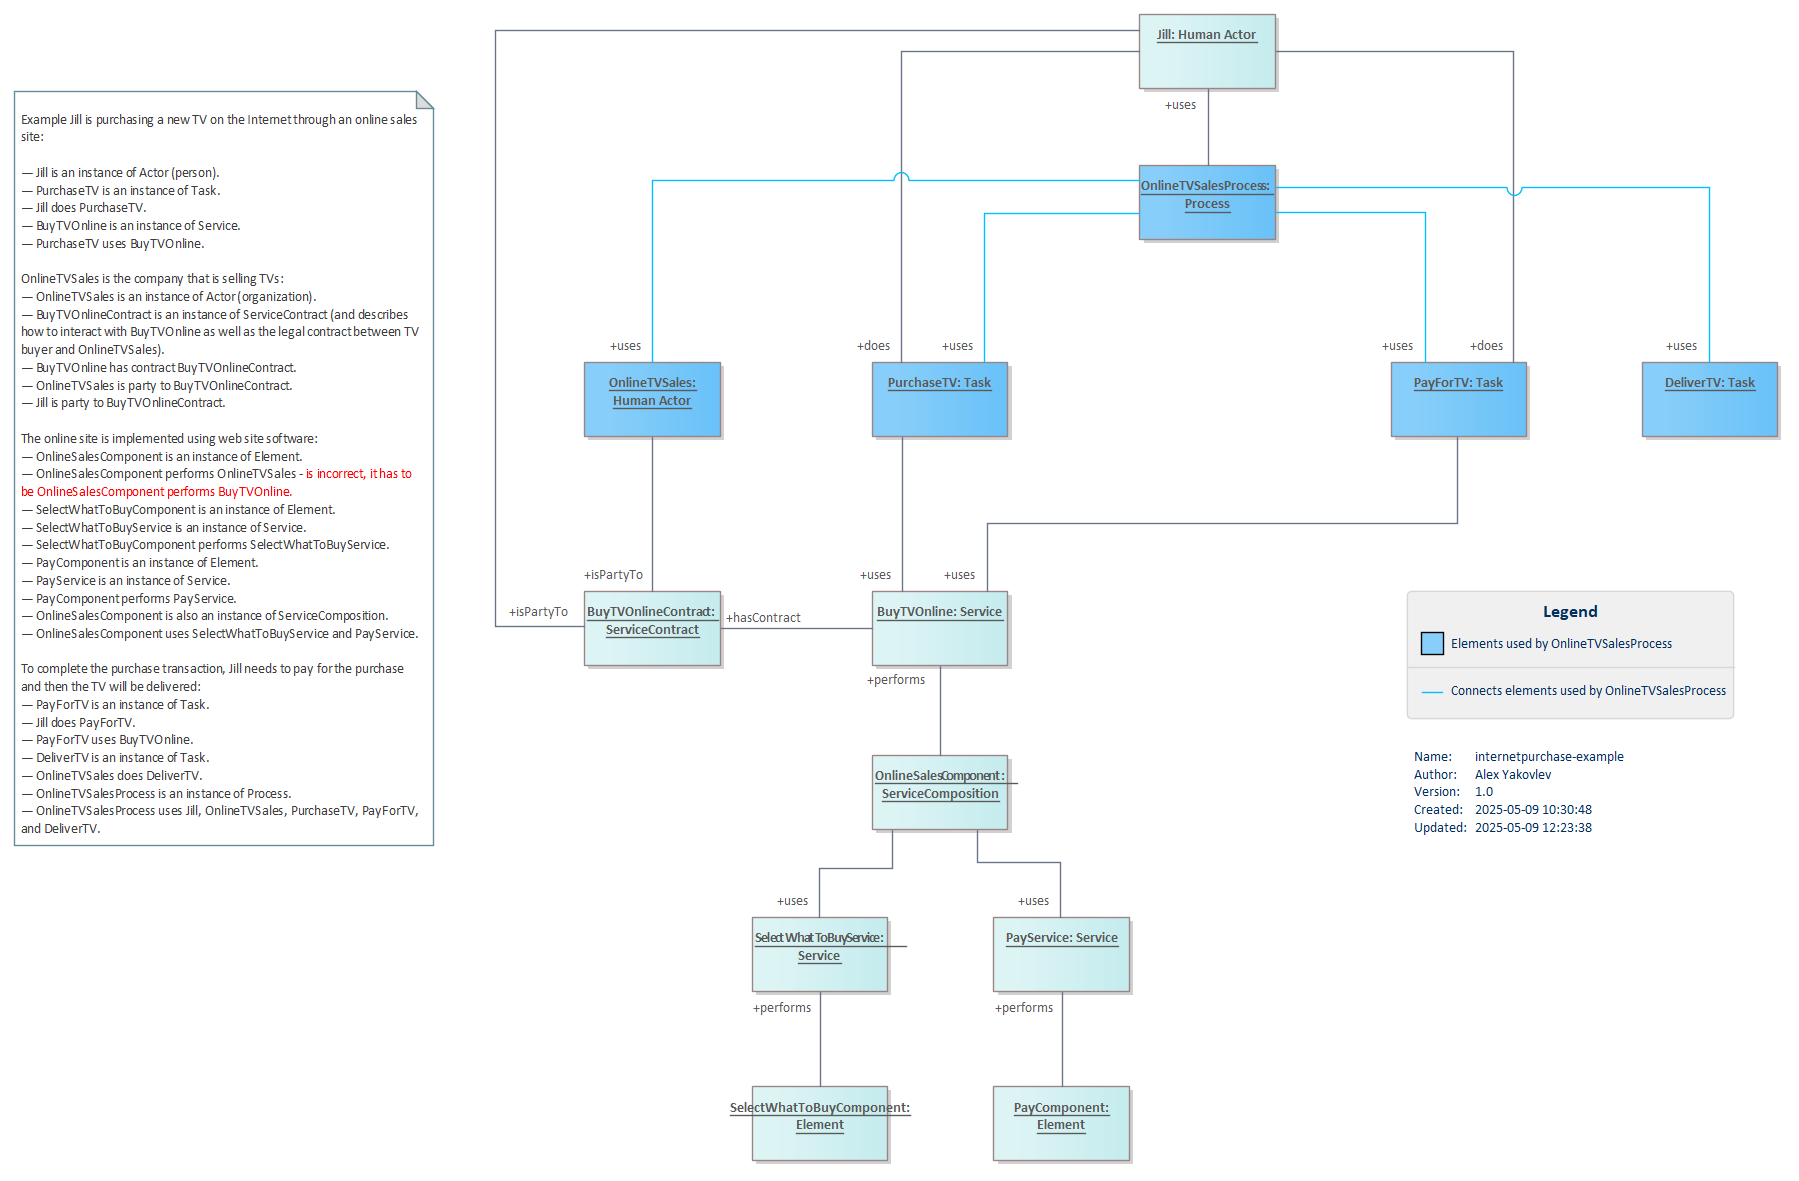 Example Jill is purchasing a new TV on the Internet through an online sales
site:
— Jill is an instance of Actor (person).
— PurchaseTV is an instance of Task.
— Jill does PurchaseTV.
— BuyTVOnline is an instance of Service.
— PurchaseTV uses BuyTVOnline.
OnlineTVSales is the company that is selling TVs:
— OnlineTVSales is an instance of Actor (organization).
— BuyTVOnlineContract is an instance of ServiceContract (and describes
how to interact with BuyTVOnline as well as the legal contract between TV
buyer and OnlineTVSales).
— BuyTVOnline has contract BuyTVOnlineContract.
— OnlineTVSales is party to BuyTVOnlineContract.
— Jill is party to BuyTVOnlineContract.
The online site is implemented using web site software:
— OnlineSalesComponent is an instance of Element.
— OnlineSalesComponent performs OnlineTVSales - is incorrect, it has to
be OnlineSalesComponent performs BuyTVOnline.
— SelectWhatToBuyComponent is an instance of Element.
— SelectWhatToBuyService is an instance of Service.
— SelectWhatToBuyComponent performs SelectWhatToBuyService.
— PayComponent is an instance of Element.
— PayService is an instance of Service.
— PayComponent performs PayService.
— OnlineSalesComponent is also an instance of ServiceComposition.
— OnlineSalesComponent uses SelectWhatToBuyService and PayService.
To complete the purchase transaction, Jill needs to pay for the purchase
and then the TV will be delivered:
— PayForTV is an instance of Task.
— Jill does PayForTV.
— PayForTV uses BuyTVOnline.
— DeliverTV is an instance of Task.
— OnlineTVSales does DeliverTV.
— OnlineTVSalesProcess is an instance of Process.
— OnlineTVSalesProcess uses Jill, OnlineTVSales, PurchaseTV, PayForTV,
and DeliverTV.
Jill: Human Actor
+uses
OnlineTVSalesProcess:
Process
+uses
+does
+uses
+uses
+does
+uses
OnlineTVSales:
Human Actor
PurchaseTV: Task
PayForTV: Task
DeliverTV: Task
+isPartyTo
+uses
+uses
+isPartyTo
BuyTVOnlineContract:
ServiceContract
+hasContract
BuyTVOnline: Service
+performs
OnlineSalesComponent:
ServiceComposition
+uses
+uses
SelectWhatToBuyService:
Service
PayService: Service
+performs
+performs
SelectWhatToBuyComponent:
Element
PayComponent:
Element
Legend
Elements used by OnlineTVSalesProcess
Connects elements used by OnlineTVSalesProcess
Name: internetpurchase-example
Author: Alex Yakovlev
Version: 1.0
Created: 2025-05-09 10:30:48
Updated: 2025-05-09 12:23:38